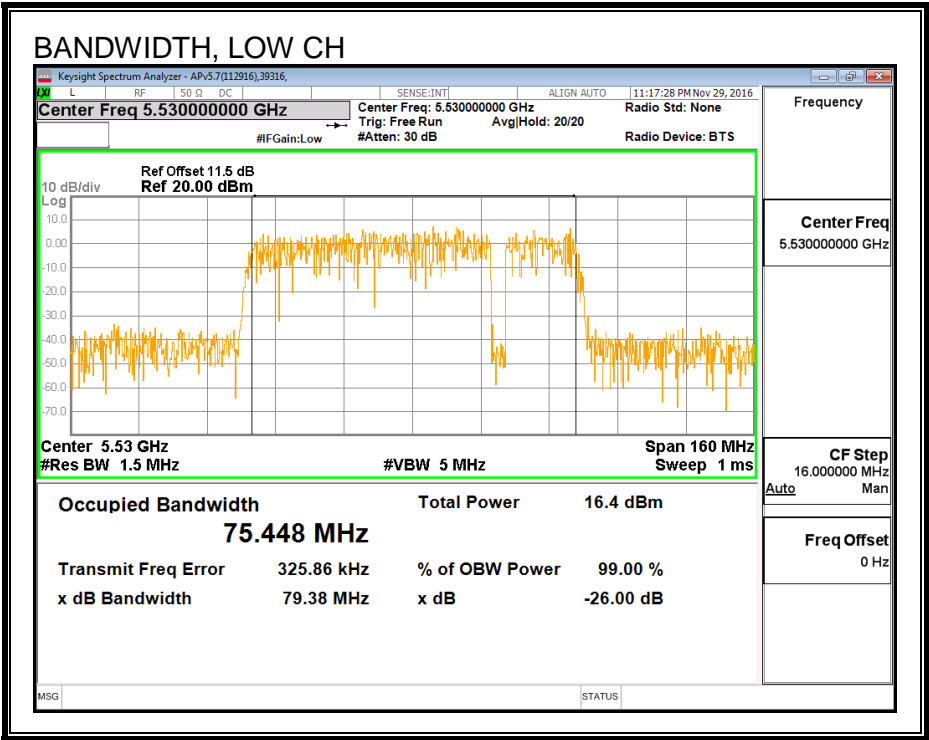 BANDWIDTH, LOW CH
Keysight Spectrum Analyzer - APv5.7(112916),39316,
LXI L RF 50 Ω DC SENSE:INT ALIGN AUTO 11:17:28 PM Nov 29, 2016
Center Freq 5.530000000 GHz
Center Freq: 5.530000000 GHz
Radio Std: None
Trig: Free Run Avg|Hold: 20/20
#IFGain:Low
#Atten: 30 dB
Radio Device: BTS
Ref Offset 11.5 dB
10 dB/div Ref 20.00 dBm
Log
10.0
0.00
-10.0
-20.0
-30.0
-40.0
-50.0
-60.0
-70.0
Center 5.53 GHz Span 160 MHz
#Res BW 1.5 MHz #VBW 5 MHz Sweep 1 ms
Occupied Bandwidth Total Power 16.4 dBm
75.448 MHz
Transmit Freq Error 325.86 kHz % of OBW Power 99.00 %
x dB Bandwidth 79.38 MHz x dB -26.00 dB
MSG STATUS
Frequency
Center Freq
5.530000000 GHz
CF Step
16.000000 MHz
Auto Man
Freq Offset
0 Hz